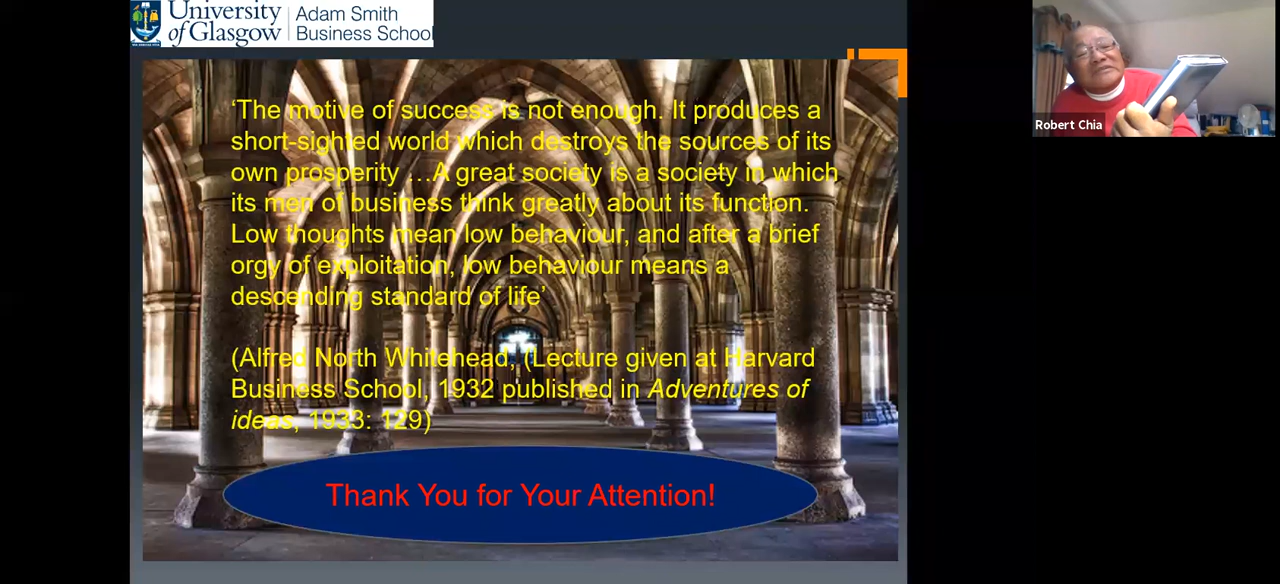 University
of Glasgow
Adam Smith
Business School
‘The motive of success is not enough. It produces a
short-sighted world which destroys the sources of its
own prosperity …A great society is a society in which
its men of business think greatly about its function.
Low thoughts mean low behaviour, and after a brief
orgy of exploitation, low behaviour means a
descending standard of life’
(Alfred North Whitehead, (Lecture given at Harvard
Business School, 1932 published in Adventures of
ideas, 1933: 129)
Thank You for Your Attention!
Robert Chia